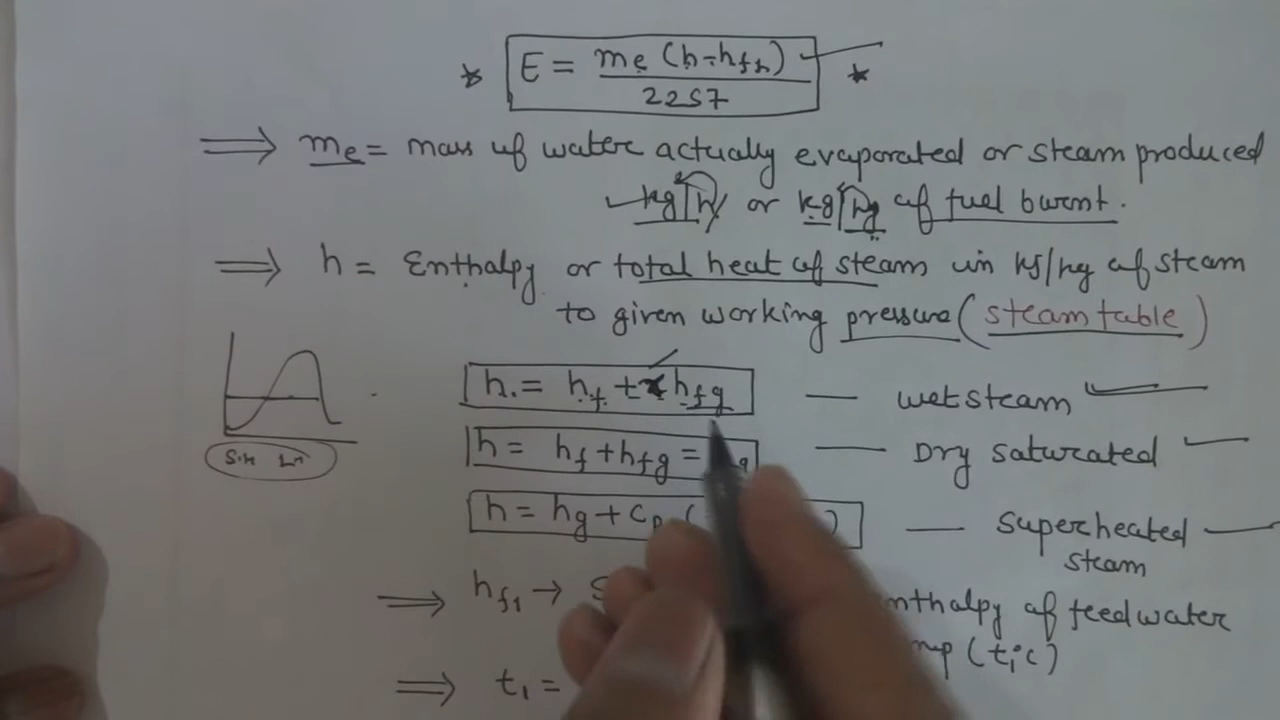 * E = me (h-hf1) / 2257 *
⟹ me = mass of water actually evaporated or steam produced
kg/h or kg/kg of fuel burnt.
⟹ h = Enthalpy or total heat of steam in kJ/kg of steam
to given working pressure (steam table)
h = hf + x hfg — wet steam
h = hf + hfg = — Dry saturated
S.H L.H
h = hg + Cp ( ) — superheated
steam
⟹ hf1 → S nthalpy of feed water
mp (t1°C)
⟹ t1 =